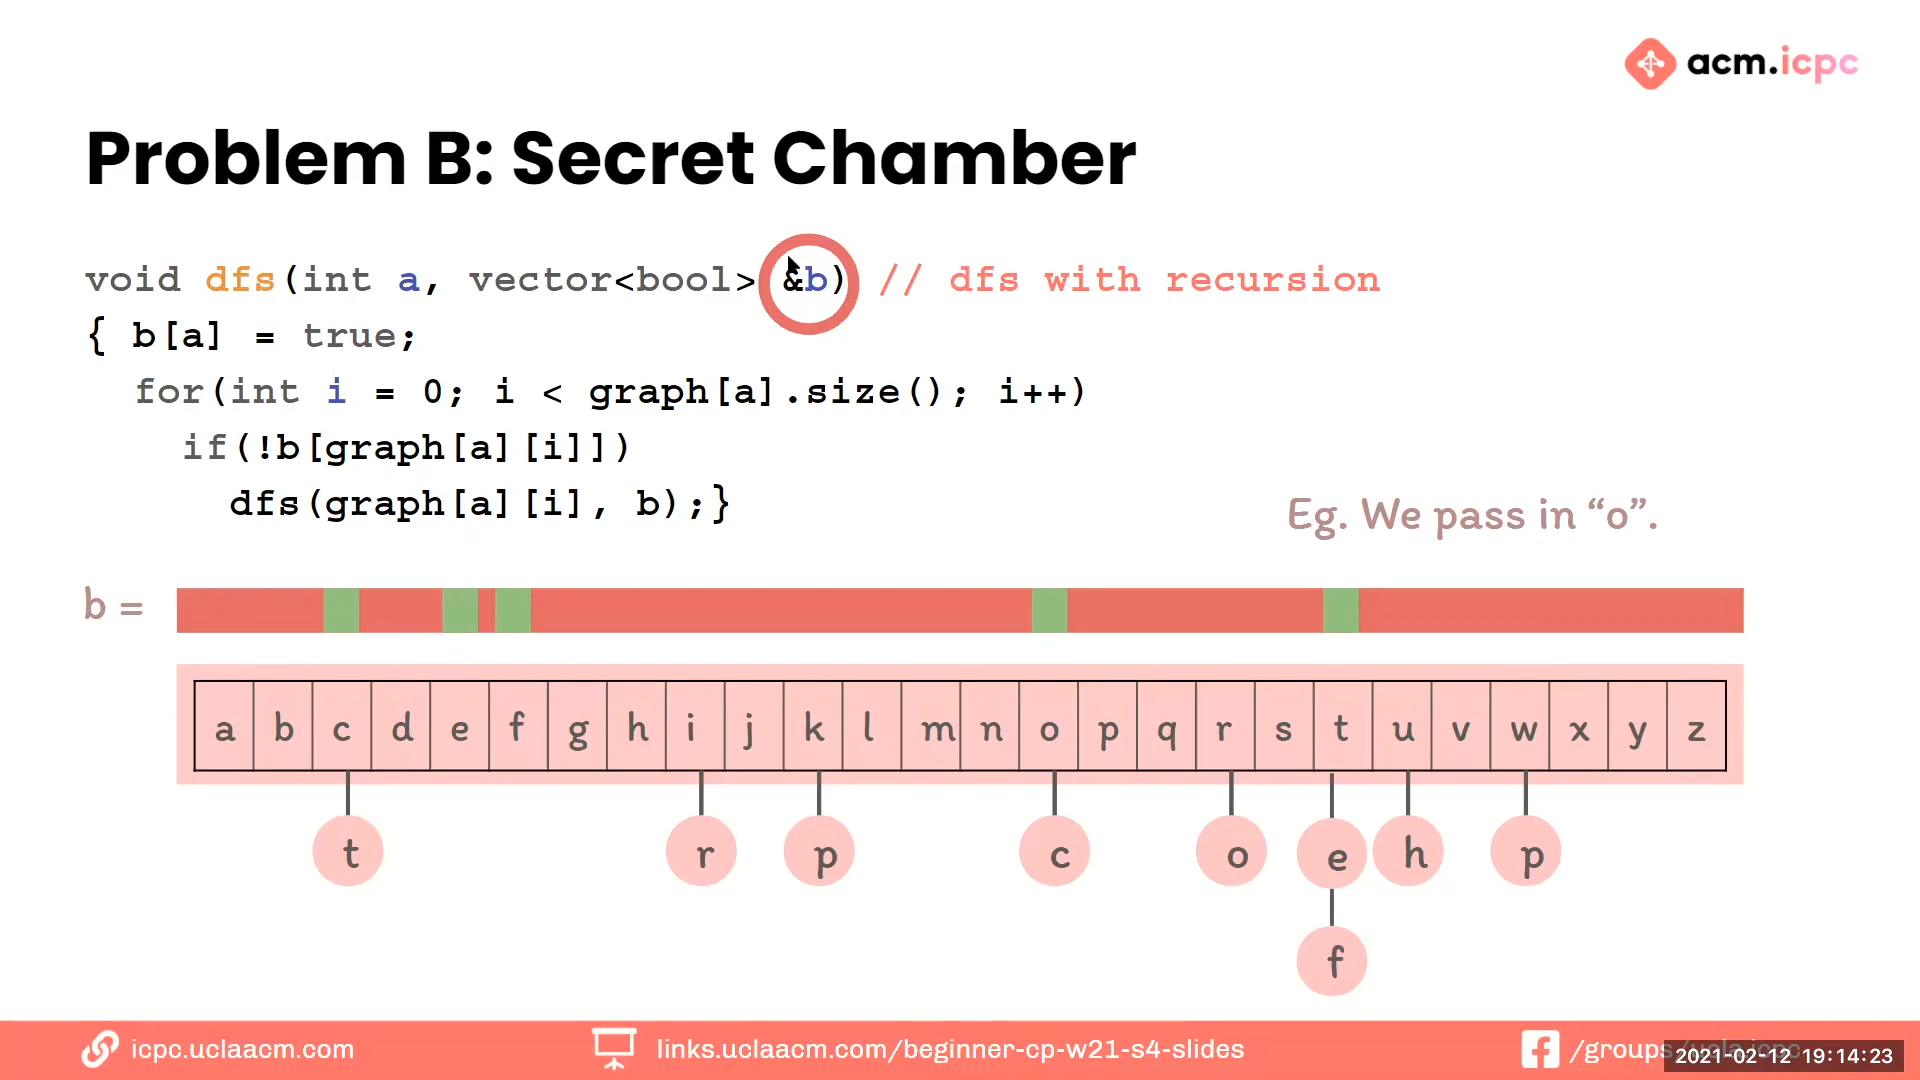 acm.icpc
Problem B: Secret Chamber
void dfs(int a, vector<bool> &b) // dfs with recursion
{ b[a] = true;
for(int i = 0; i < graph[a].size(); i++)
if(!b[graph[a][i]])
dfs(graph[a][i], b);}
Eg. We pass in “o”.
b =
a b c d e f g h i j k l m n o p q r s t u v w x y z
t r p c o e h p
f
icpc.uclaacm.com links.uclaacm.com/beginner-cp-w21-s4-slides /groups/ucla.icpc
2021-02-12 19:14:23